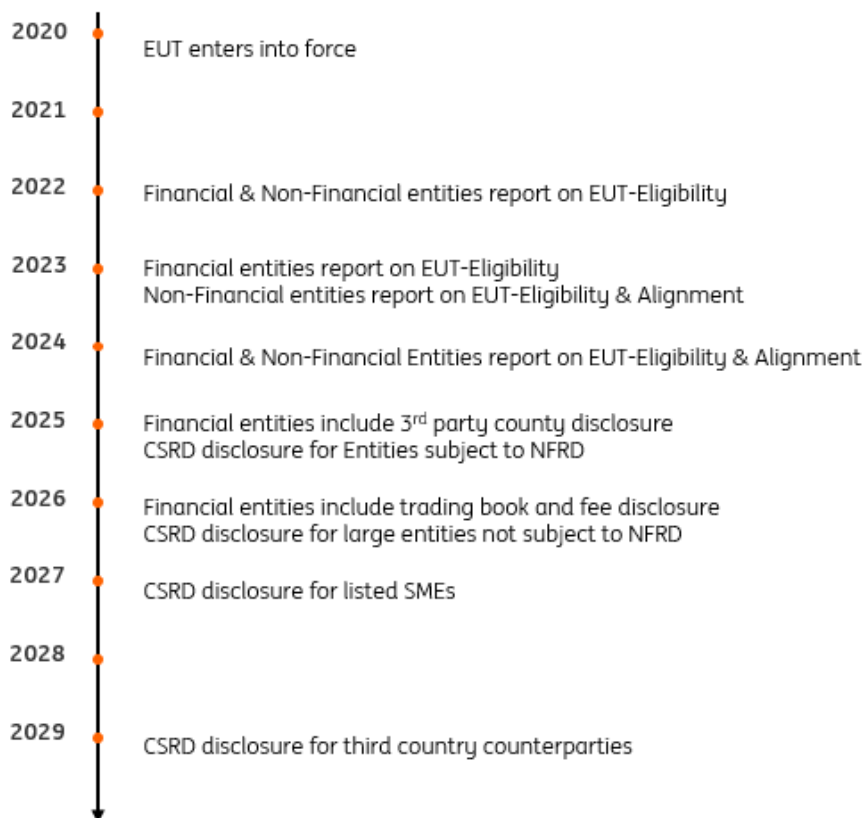 2020
EUT enters into force
2021
2022
Financial & Non-Financial entities report on EUT-Eligibility
2023
Financial entities report on EUT-Eligibility
Non-Financial entities report on EUT-Eligibility & Alignment
2024
Financial & Non-Financial Entities report on EUT-Eligibility & Alignment
2025
Financial entities include 3rd party county disclosure
CSRD disclosure for Entities subject to NFRD
2026
Financial entities include trading book and fee disclosure
CSRD disclosure for large entities not subject to NFRD
2027
CSRD disclosure for listed SMEs
2028
2029
CSRD disclosure for third country counterparties